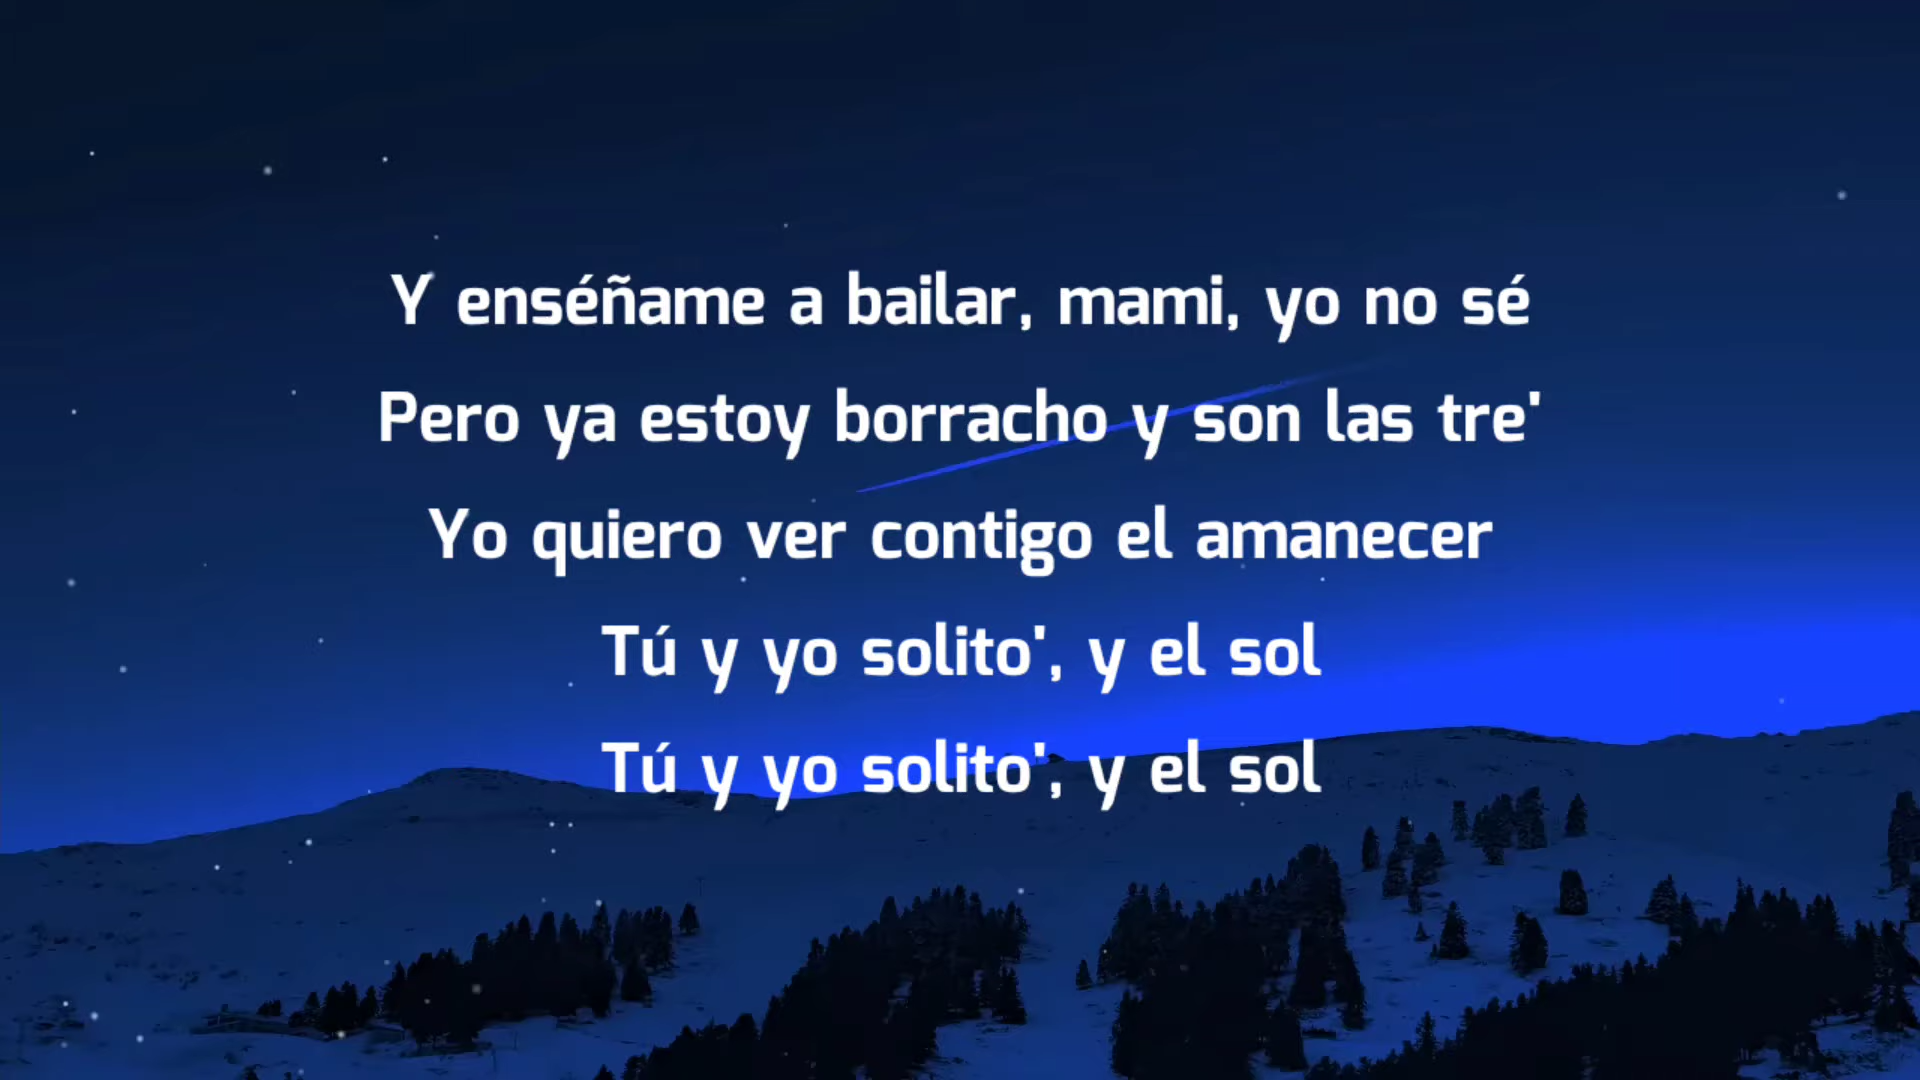 Y enséñame a bailar, mami, yo no sé
Pero ya estoy borracho y son las tre'
Yo quiero ver contigo el amanecer
Tú y yo solito', y el sol
Tú y yo solito', y el sol